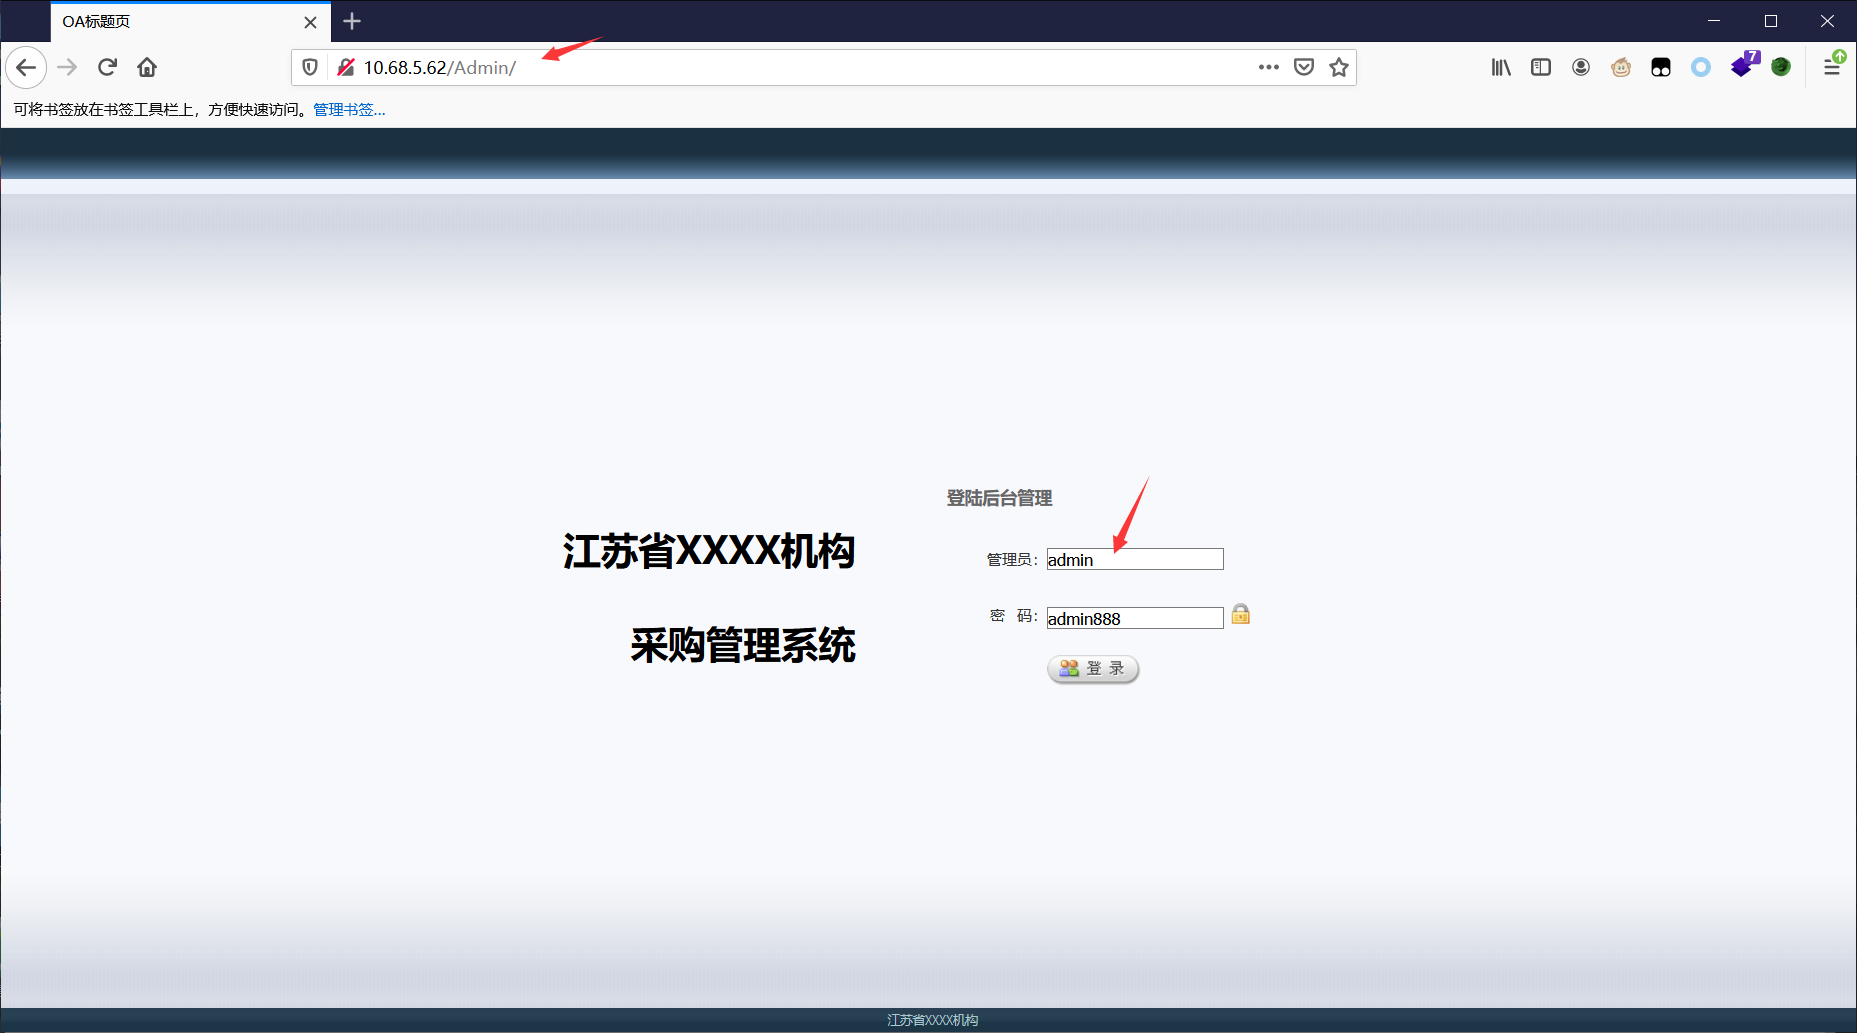 OA标题页
10.68.5.62/Admin/
7
可将书签放在书签工具栏上，方便快速访问。管理书签...
登陆后台管理
江苏省XXXX机构
管理员： admin
密 码： admin888
采购管理系统
登 录
江苏省XXXX机构